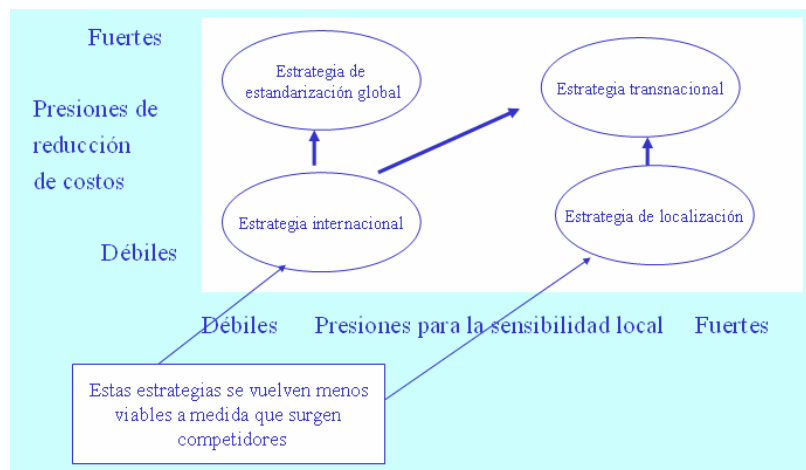 Fuertes
Estrategia de
estandarización global
Estrategia transnacional
Presiones de
reducción
de costos
Estrategia internacional
Estrategia de localización
Débiles
Débiles
Presiones para la sensibilidad local
Fuertes
Estas estrategias se vuelven menos
viables a medida que surgen
competidores